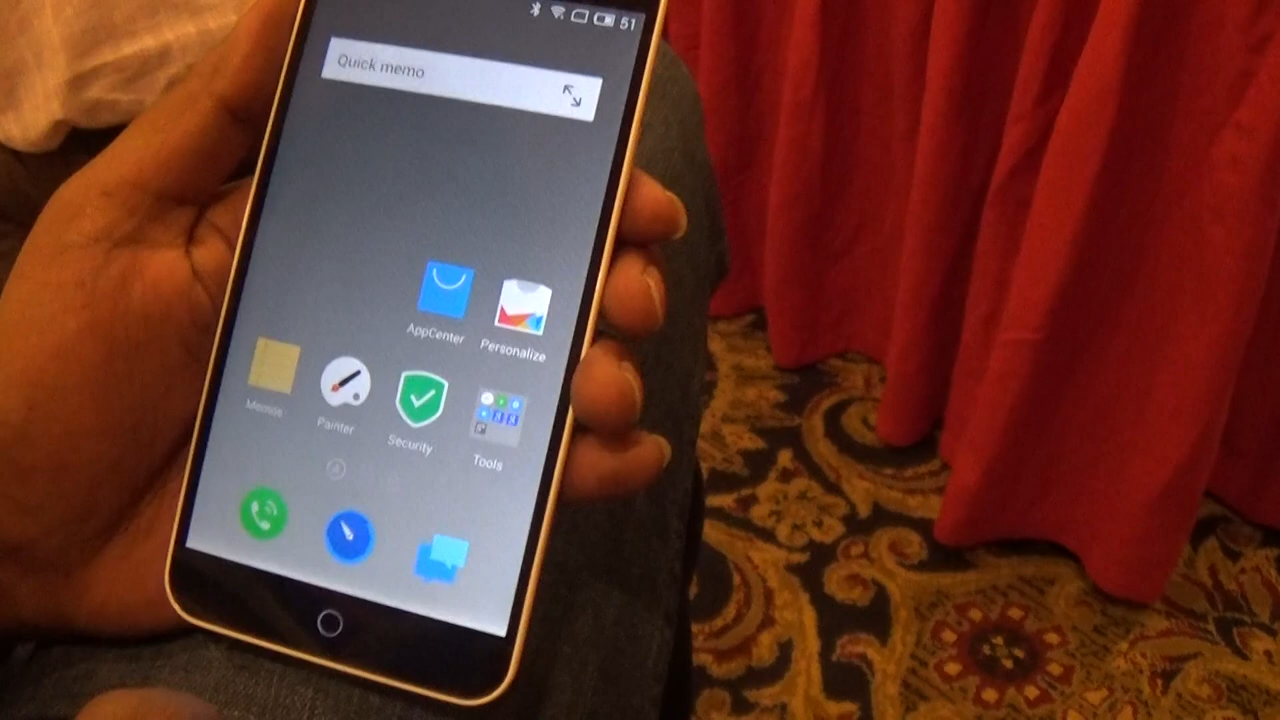 51
Quick memo
AppCenter
Personalize
Painter
Security
Tools